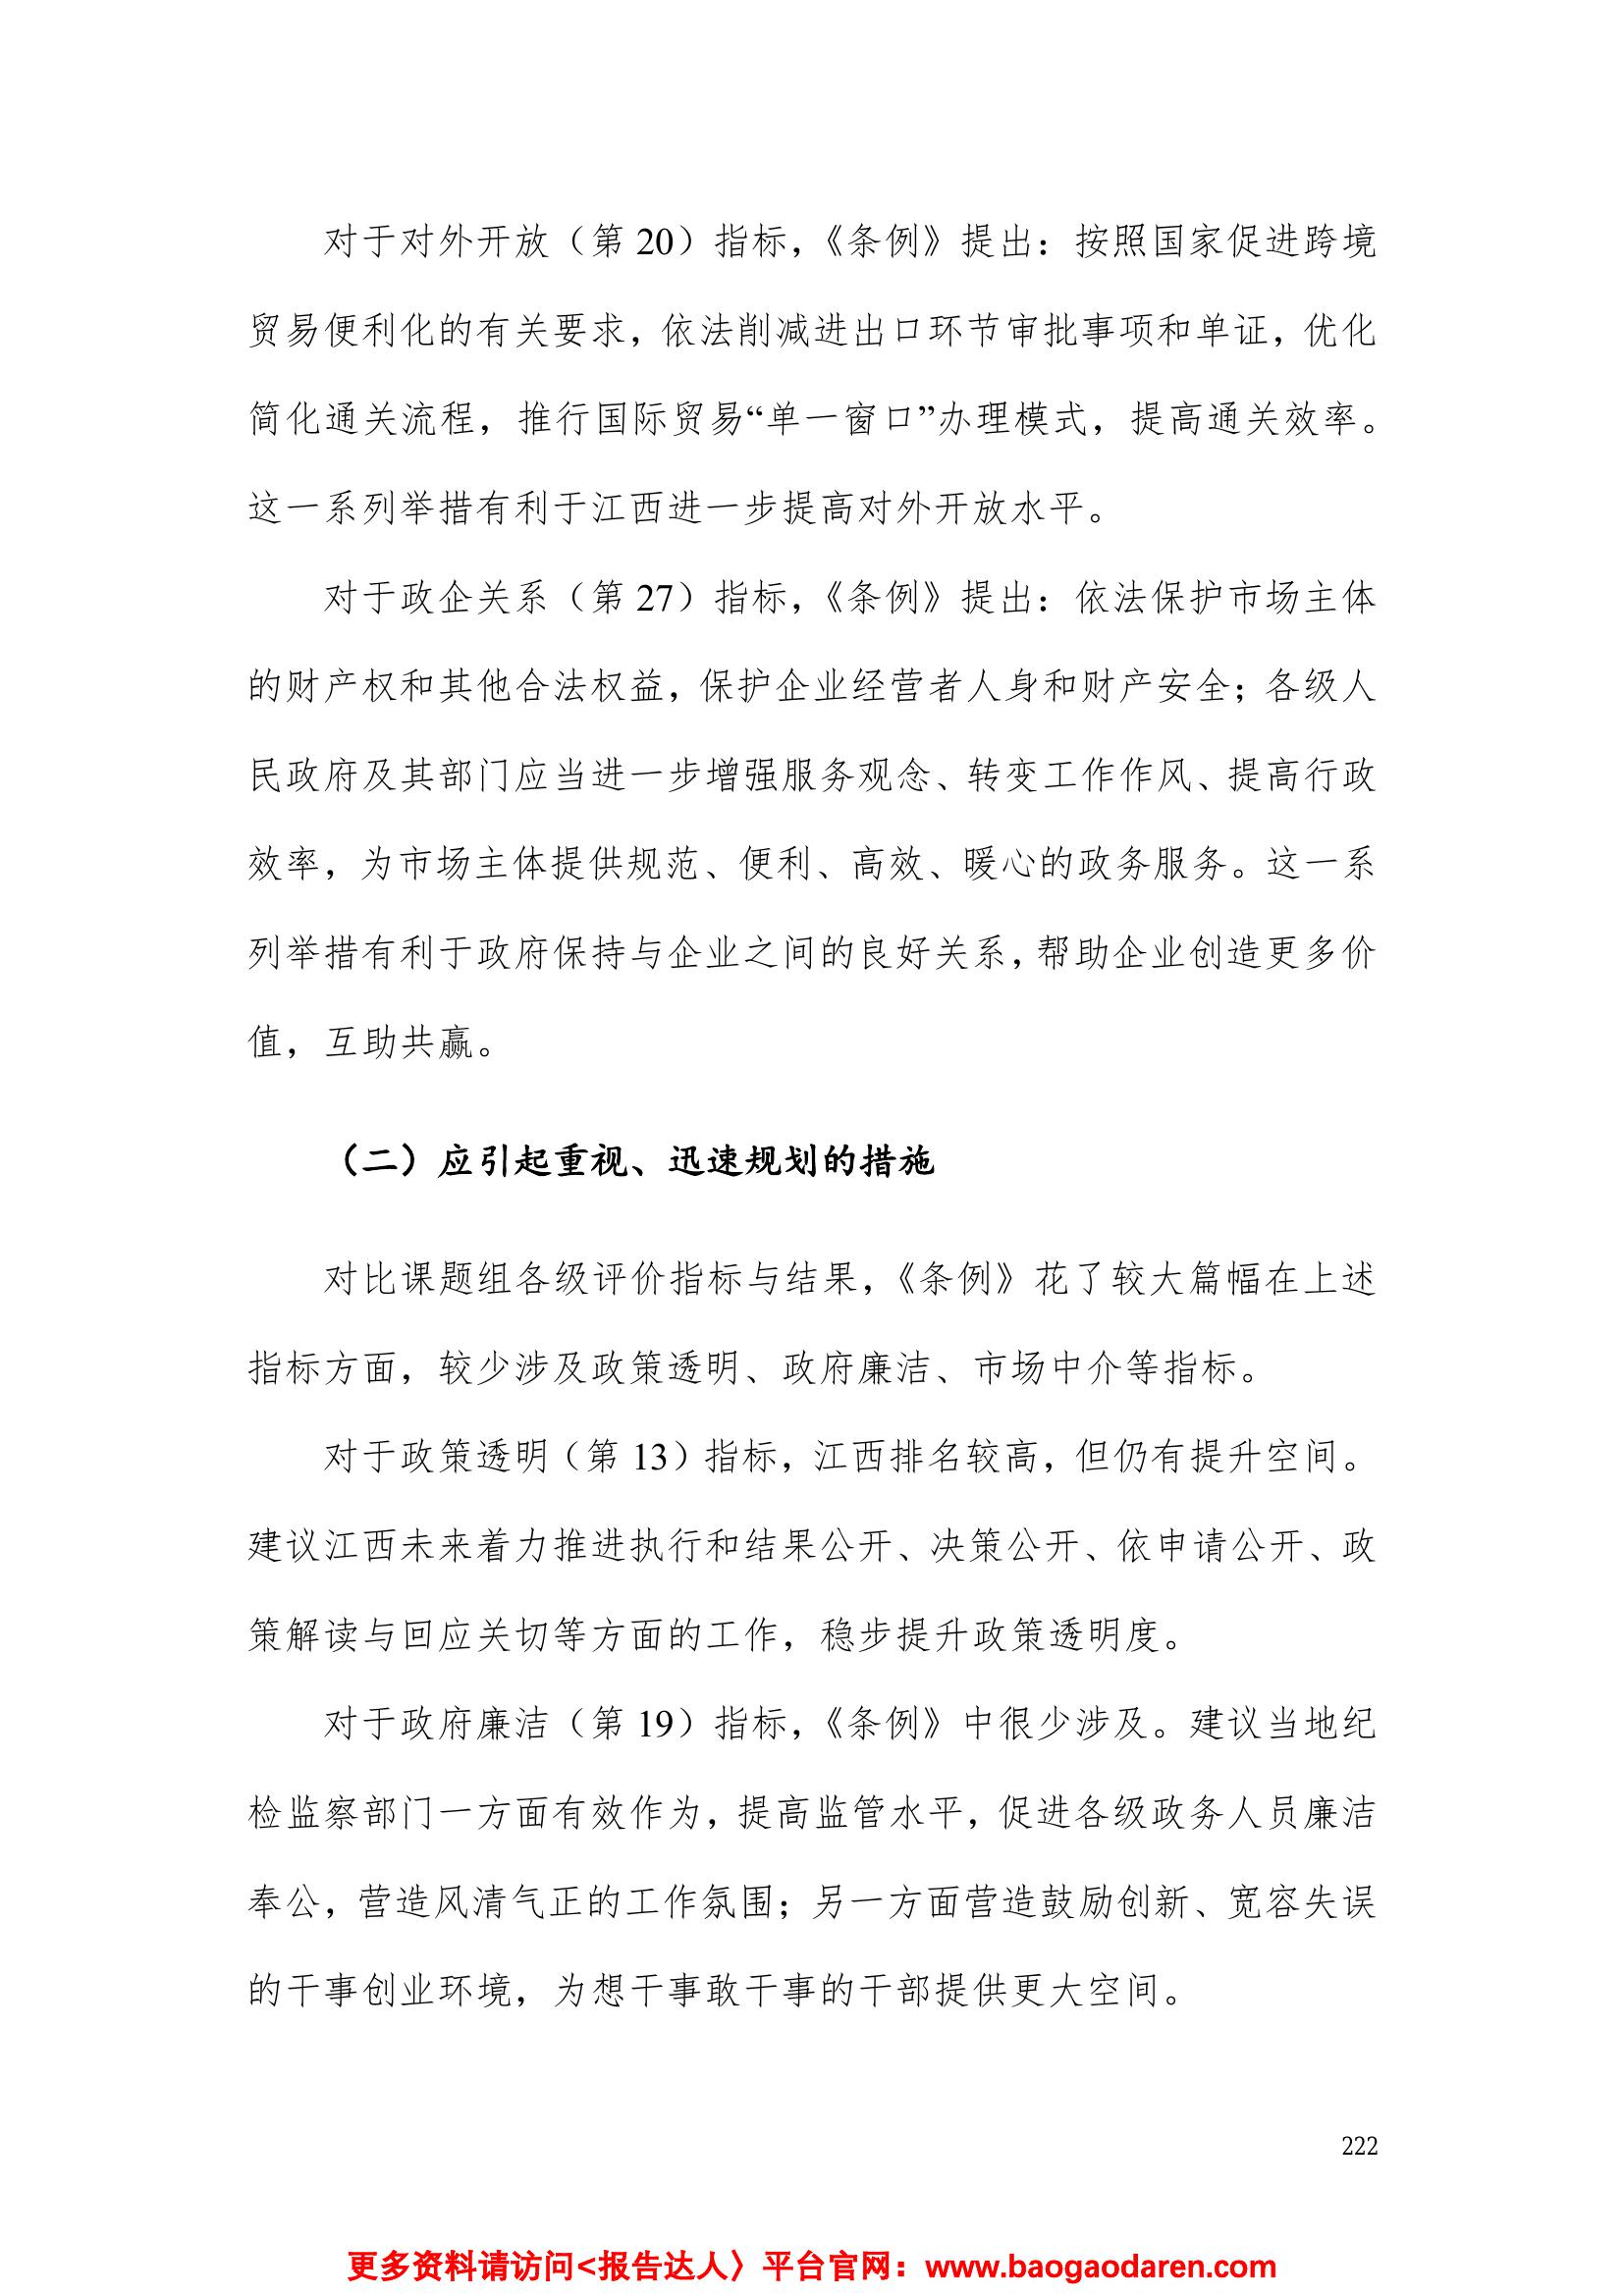 对于对外开放（第 20）指标，《条例》提出：按照国家促进跨境
贸易便利化的有关要求，依法削减进出口环节审批事项和单证，优化
简化通关流程，推行国际贸易“单一窗口”办理模式，提高通关效率。
这一系列举措有利于江西进一步提高对外开放水平。
对于政企关系（第 27）指标，《条例》提出：依法保护市场主体
的财产权和其他合法权益，保护企业经营者人身和财产安全；各级人
民政府及其部门应当进一步增强服务观念、转变工作作风、提高行政
效率，为市场主体提供规范、便利、高效、暖心的政务服务。这一系
列举措有利于政府保持与企业之间的良好关系，帮助企业创造更多价
值，互助共赢。
（二）应引起重视、迅速规划的措施
对比课题组各级评价指标与结果，《条例》花了较大篇幅在上述
指标方面，较少涉及政策透明、政府廉洁、市场中介等指标。
对于政策透明（第 13）指标，江西排名较高，但仍有提升空间。
建议江西未来着力推进执行和结果公开、决策公开、依申请公开、政
策解读与回应关切等方面的工作，稳步提升政策透明度。
对于政府廉洁（第 19）指标，《条例》中很少涉及。建议当地纪
检监察部门一方面有效作为，提高监管水平，促进各级政务人员廉洁
奉公，营造风清气正的工作氛围；另一方面营造鼓励创新、宽容失误
的干事创业环境，为想干事敢干事的干部提供更大空间。
222
更多资料请访问<报告达人〉平台官网：www.baogaodaren.com